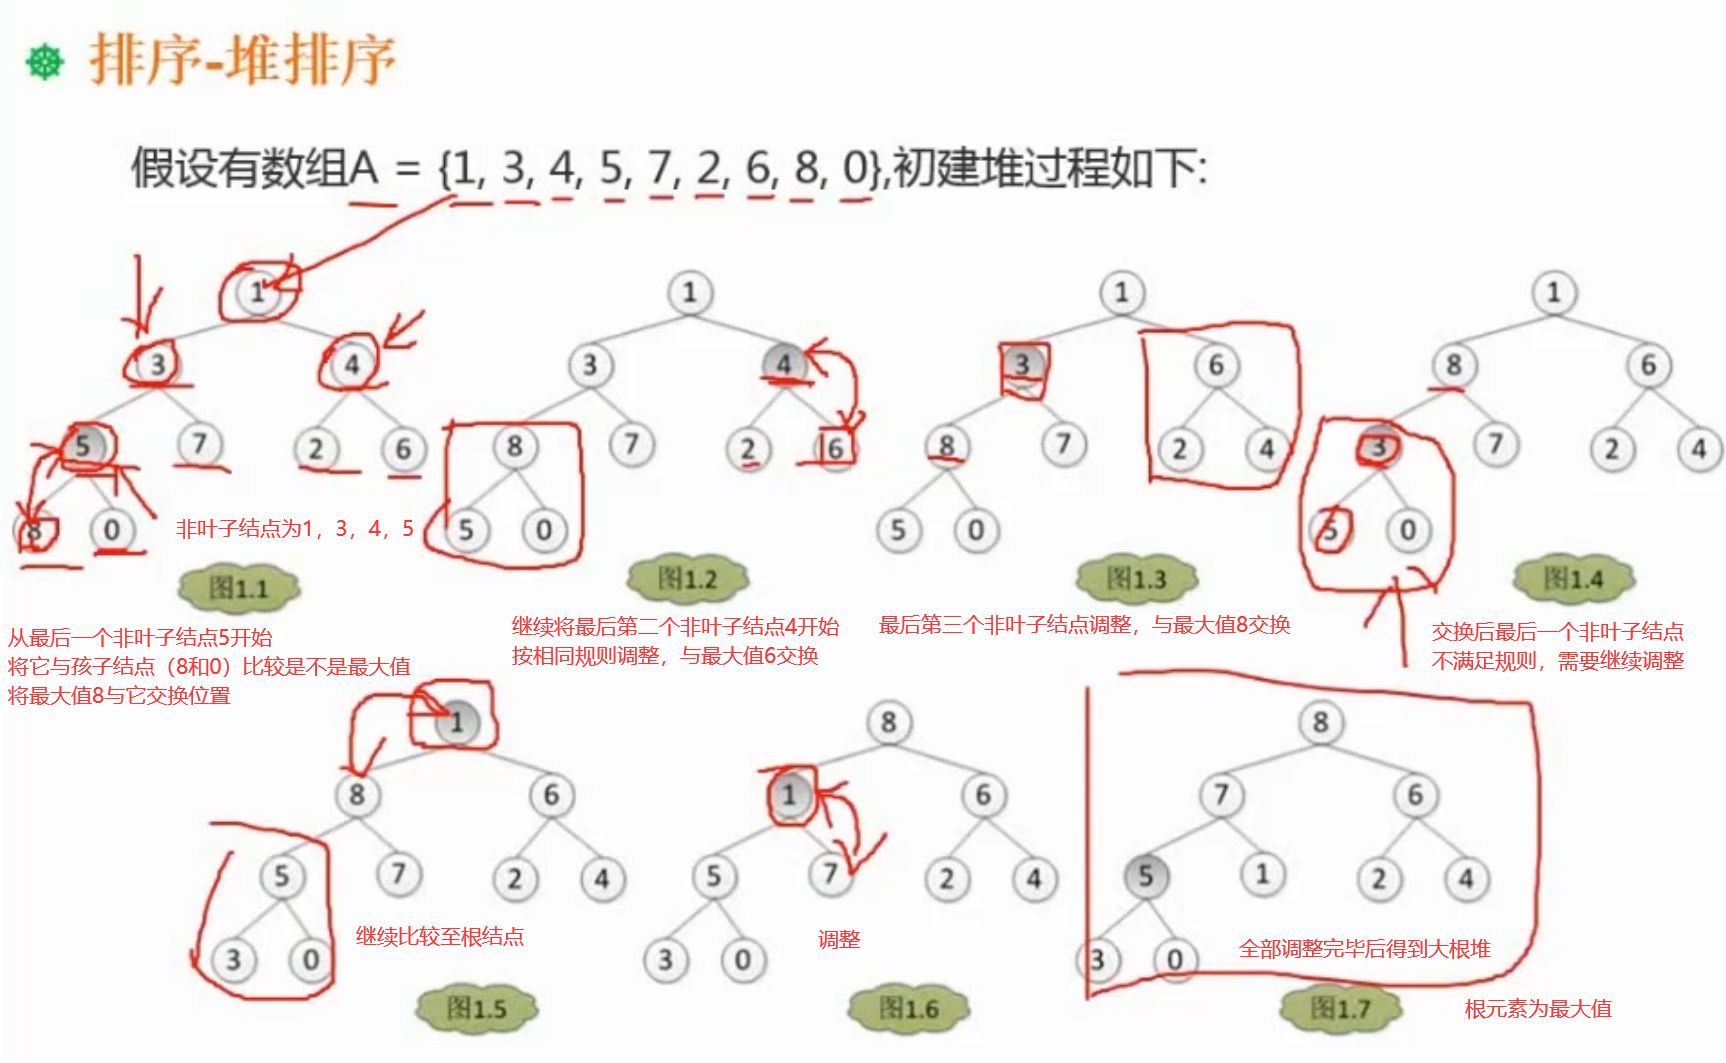 排序-堆排序
假设有数组A = {1, 3, 4, 5, 7, 2, 6, 8, 0},初建堆过程如下:
1
3 4
5 7 2 6
8 0
非叶子结点为1，3，4，5
图1.1
从最后一个非叶子结点5开始
将它与孩子结点（8和0）比较是不是最大值
将最大值8与它交换位置
1
3 4
8 7 2 6
5 0
图1.2
继续将最后第二个非叶子结点4开始
按相同规则调整，与最大值6交换
1
3 6
8 7 2 4
5 0
图1.3
最后第三个非叶子结点调整，与最大值8交换
1
8 6
3 7 2 4
5 0
图1.4
交换后最后一个非叶子结点
不满足规则，需要继续调整
1
8 6
5 7 2 4
3 0
继续比较至根结点
图1.5
8
1 6
5 7 2 4
3 0
调整
图1.6
8
7 6
5 1 2 4
3 0
全部调整完毕后得到大根堆
图1.7
根元素为最大值